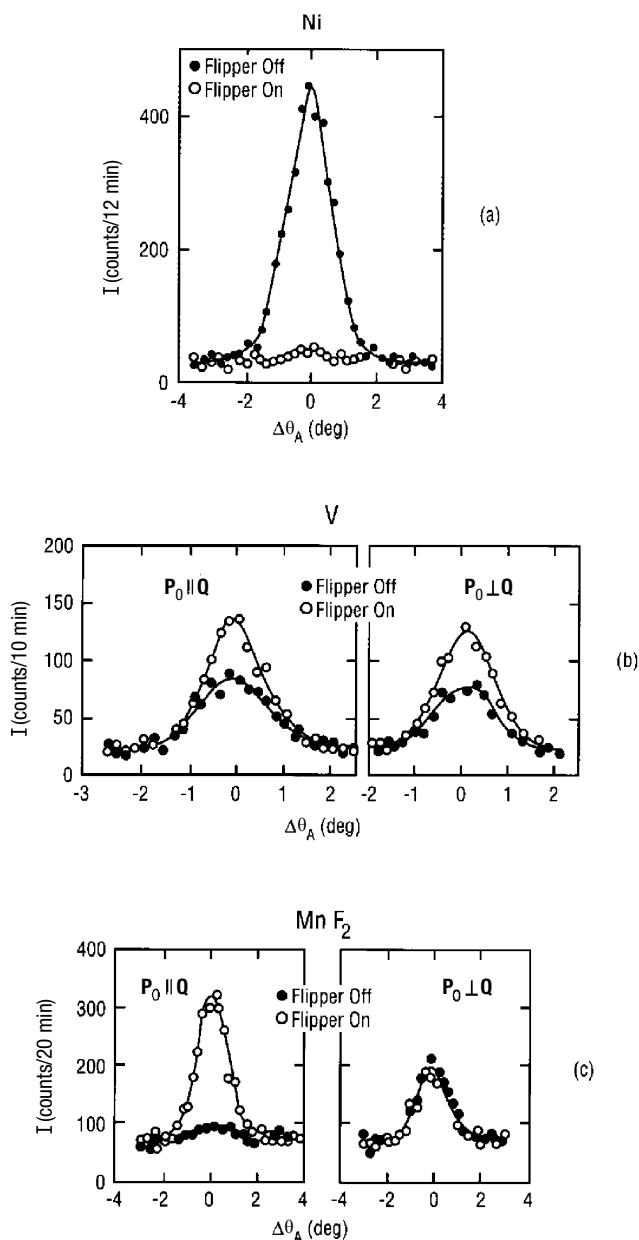 Ni
● Flipper Off
○ Flipper On
400
200
0
I (counts/12 min)
-4 -2 0 2 4
Δθ_A (deg)
(a)
V
200
150
100
50
0
I (counts/10 min)
P₀ ∥ Q
● Flipper Off
○ Flipper On
P₀ ⊥ Q
(b)
-3 -2 -1 0 1 2 -2 -1 0 1 2
Δθ_A (deg)
Mn F₂
400
300
200
100
0
I (counts/20 min)
P₀ ∥ Q
● Flipper Off
○ Flipper On
P₀ ⊥ Q
(c)
-4 -2 0 2 4 -4 -2 0 2 4
Δθ_A (deg)